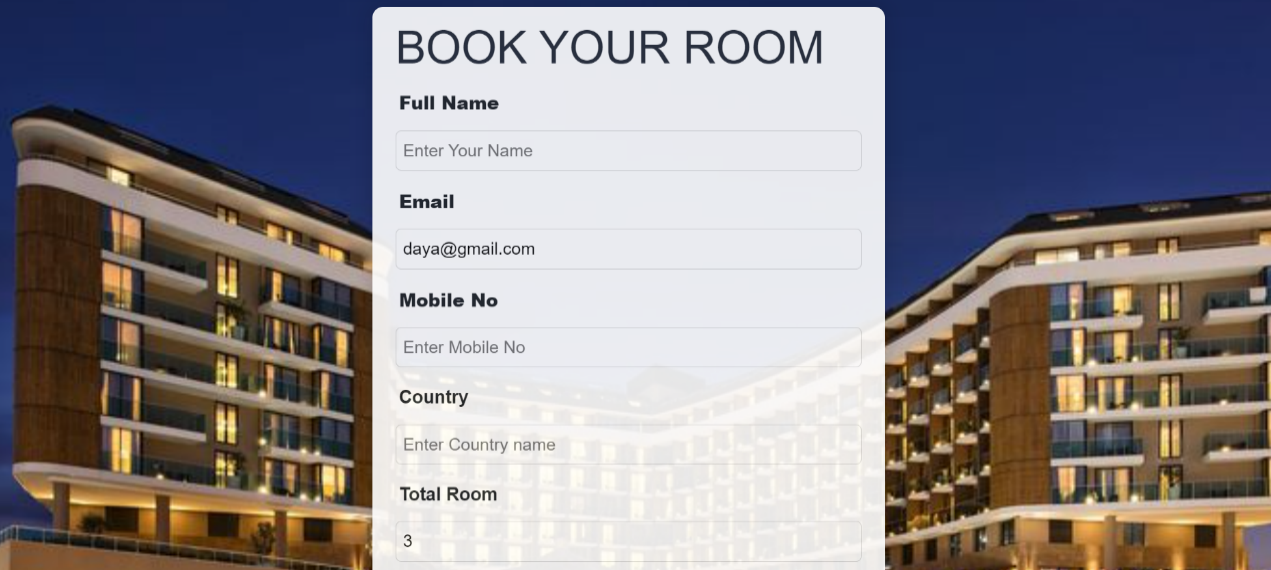 BOOK YOUR ROOM
Full Name
Enter Your Name
Email
daya@gmail.com
Mobile No
Enter Mobile No
Country
Enter Country name
Total Room
3